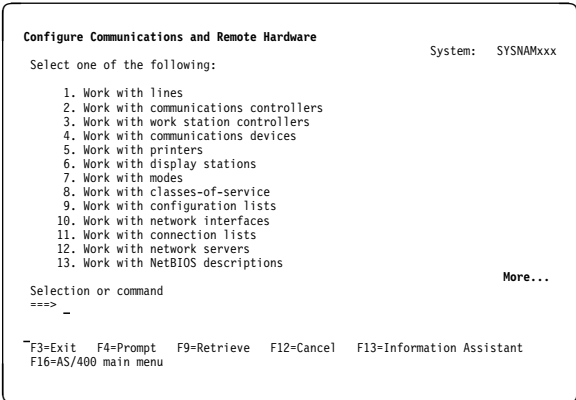 Configure Communications and Remote Hardware
System: SYSNAMxxx
Select one of the following:
1. Work with lines
2. Work with communications controllers
3. Work with work station controllers
4. Work with communications devices
5. Work with printers
6. Work with display stations
7. Work with modes
8. Work with classes-of-service
9. Work with configuration lists
10. Work with network interfaces
11. Work with connection lists
12. Work with network servers
13. Work with NetBIOS descriptions
More...
Selection or command
===> _
F3=Exit F4=Prompt F9=Retrieve F12=Cancel F13=Information Assistant
F16=AS/400 main menu